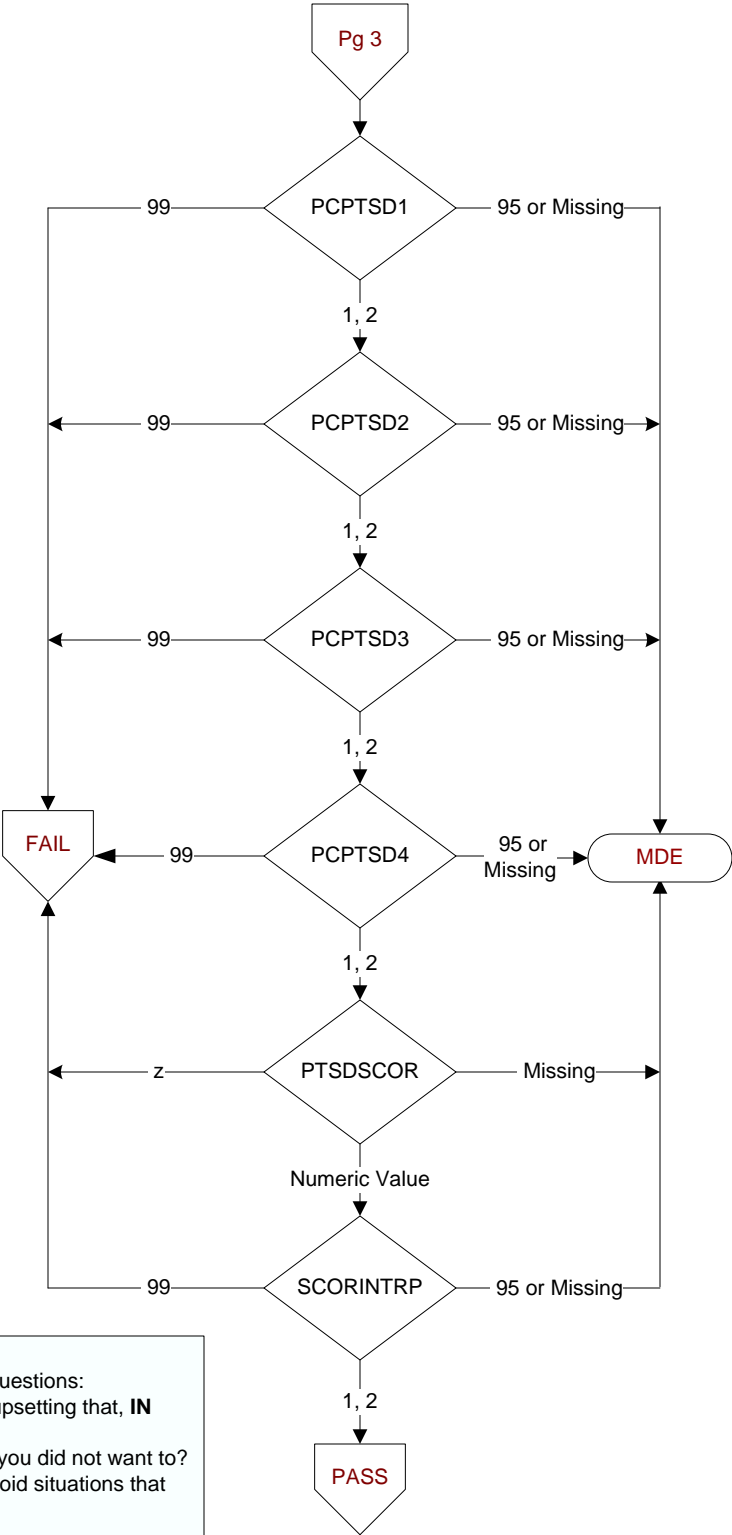 Pg 3
PCPTSD1
99
95 or Missing
1, 2
PCPTSD2
99
95 or Missing
1, 2
PCPTSD3
99
95 or Missing
1, 2
FAIL
99
PCPTSD4
95 or
Missing
MDE
1, 2
z
PTSDSCOR
Missing
Numeric Value
99
SCORINTRP
95 or Missing
1, 2
PASS
uestions:
upsetting that, IN
you did not want to?
oid situations that